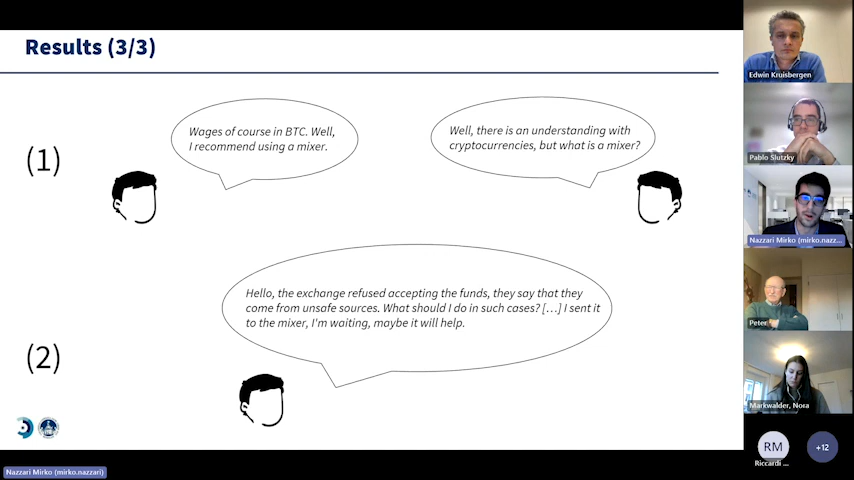 Results (3/3)
(1)
Wages of course in BTC. Well,
I recommend using a mixer.
Well, there is an understanding with
cryptocurrencies, but what is a mixer?
(2)
Hello, the exchange refused accepting the funds, they say that they
come from unsafe sources. What should I do in such cases? […] I sent it
to the mixer, I'm waiting, maybe it will help.
Edwin Kruisbergen
Pablo Slutzky
Nazzari Mirko (mirko.nazz...
Peter
Markwalder, Nora
RM
Riccardi ...
+12
Nazzari Mirko (mirko.nazzari)